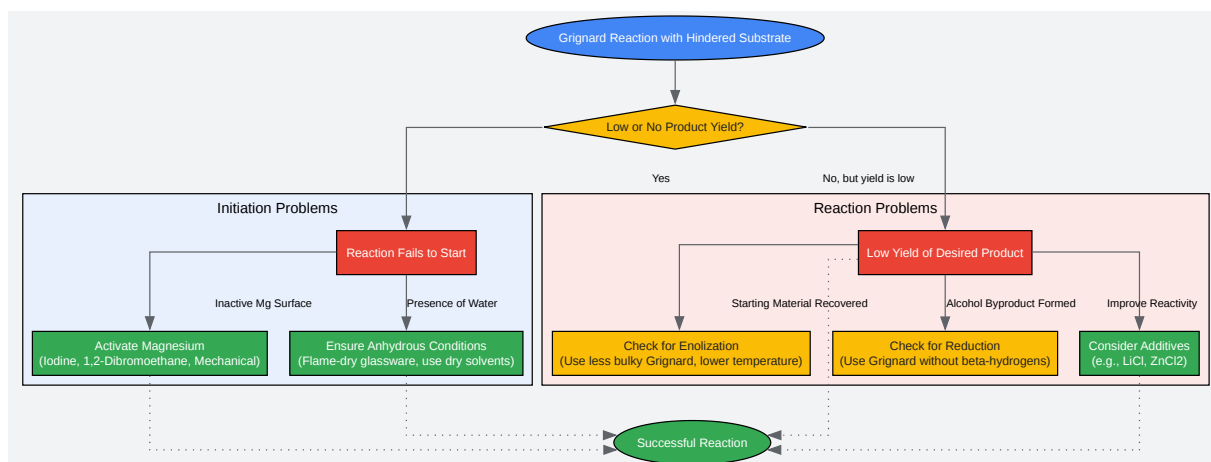 Grignard Reaction with Hindered Substrate
Low or No Product Yield?
Yes
No, but yield is low
Initiation Problems
Reaction Problems
Reaction Fails to Start
Low Yield of Desired Product
Inactive Mg Surface
Presence of Water
Starting Material Recovered
Alcohol Byproduct Formed
Improve Reactivity
Activate Magnesium
(Iodine, 1,2-Dibromoethane, Mechanical)
Ensure Anhydrous Conditions
(Flame-dry glassware, use dry solvents)
Check for Enolization
(Use less bulky Grignard, lower temperature)
Check for Reduction
(Use Grignard without beta-hydrogens)
Consider Additives
(e.g., LiCl, ZnCl2)
Successful Reaction